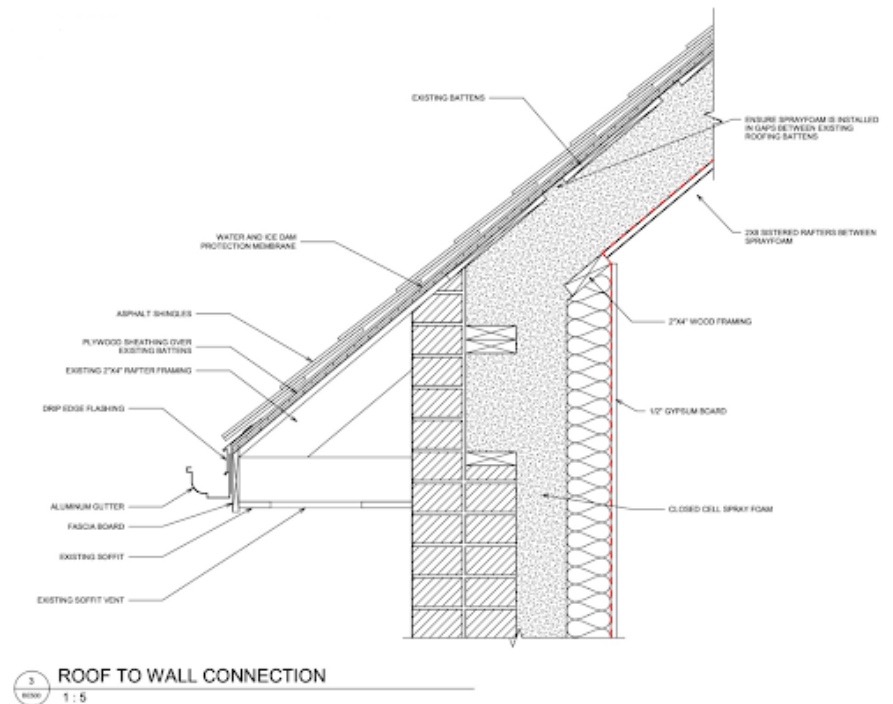 EXISTING BATTENS
ENSURE SPRAYFOAM IS INSTALLED
IN GAPS BETWEEN EXISTING
ROOFING BATTENS
WATER AND ICE DAM
PROTECTION MEMBRANE
2X8 SISTERED RAFTERS BETWEEN
SPRAYFOAM
ASPHALT SHINGLES
2"X4" WOOD FRAMING
PLYWOOD SHEATHING OVER
EXISTING BATTENS
EXISTING 2"X4" RAFTER FRAMING
DRIP EDGE FLASHING
1/2" GYPSUM BOARD
ALUMINUM GUTTER
CLOSED CELL SPRAY FOAM
FASCIA BOARD
EXISTING SOFFIT
EXISTING SOFFIT VENT
3
ROOF TO WALL CONNECTION
1 : 5